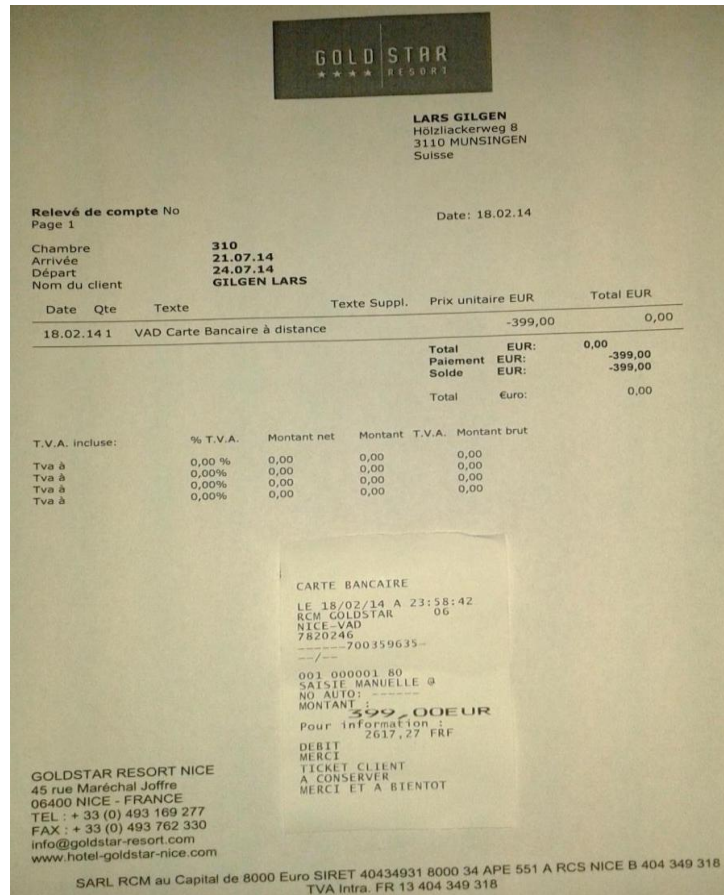 GOLD STAR
★★★★ RESORT
LARS GILGEN
Hölzliackerweg 8
3110 MUNSINGEN
Suisse
Relevé de compte No
Page 1
Date: 18.02.14
Chambre 310
Arrivée 21.07.14
Départ 24.07.14
Nom du client GILGEN LARS
Date Qte Texte Texte Suppl. Prix unitaire EUR Total EUR
18.02.14 1 VAD Carte Bancaire à distance -399,00 0,00
Total EUR: 0,00
Paiement EUR: -399,00
Solde EUR: -399,00
Total €uro: 0,00
T.V.A. incluse: % T.V.A. Montant net Montant T.V.A. Montant brut
Tva à 0,00 % 0,00 0,00 0,00
Tva à 0,00% 0,00 0,00 0,00
Tva à 0,00% 0,00 0,00 0,00
Tva à 0,00% 0,00 0,00 0,00
CARTE BANCAIRE
LE 18/02/14 A 23:58:42
RCM GOLDSTAR 06
NICE-VAD
7820246
------700359635-
--/--
001 000001 80
SAISIE MANUELLE @
NO AUTO: ------
MONTANT :
399,00EUR
Pour information :
2617,27 FRF
DEBIT
MERCI
TICKET CLIENT
A CONSERVER
MERCI ET A BIENTOT
GOLDSTAR RESORT NICE
45 rue Maréchal Joffre
06400 NICE - FRANCE
TEL : + 33 (0) 493 169 277
FAX : + 33 (0) 493 762 330
info@goldstar-resort.com
www.hotel-goldstar-nice.com
SARL RCM au Capital de 8000 Euro SIRET 40434931 8000 34 APE 551 A RCS NICE B 404 349 318
TVA Intra. FR 13 404 349 318